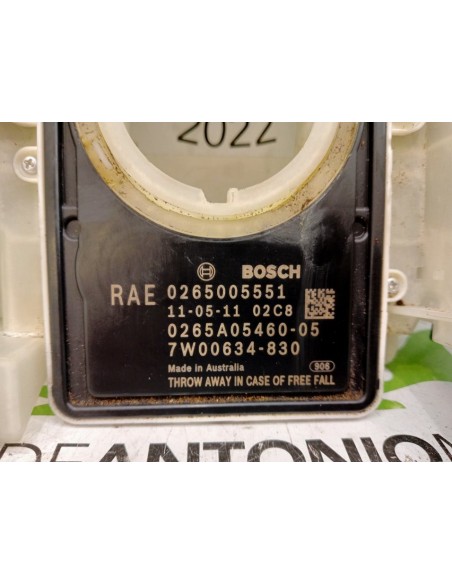 2022
BOSCH
RAE 0265005551
11-05-11 02C8
0265A05460-05
7W00634-830
Made in Australia 906
THROW AWAY IN CASE OF FREE FALL